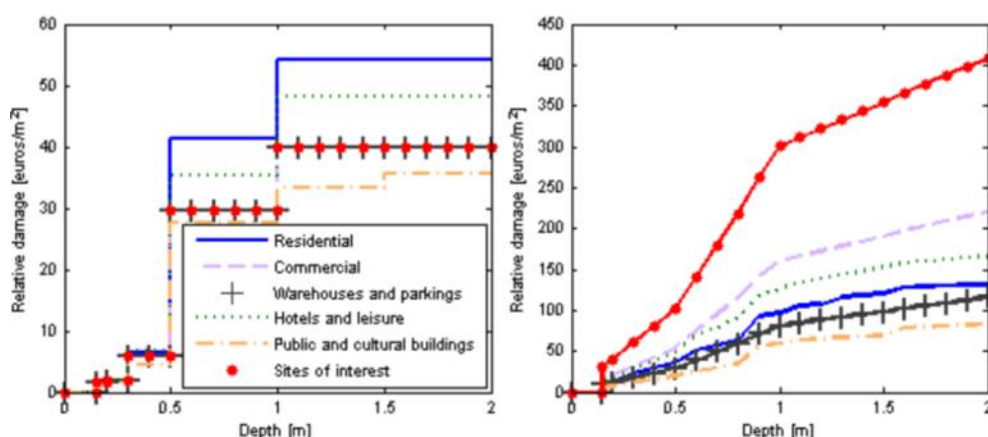 60
50
40
30
20
10
0
Relative damage [euros/m²]
0 0.5 1 1.5 2
Depth [m]
Residential
Commercial
Warehouses and parkings
Hotels and leisure
Public and cultural buildings
Sites of interest
450
400
350
300
250
200
150
100
50
0
Relative damage [euros/m²]
0 0.5 1 1.5 2
Depth [m]